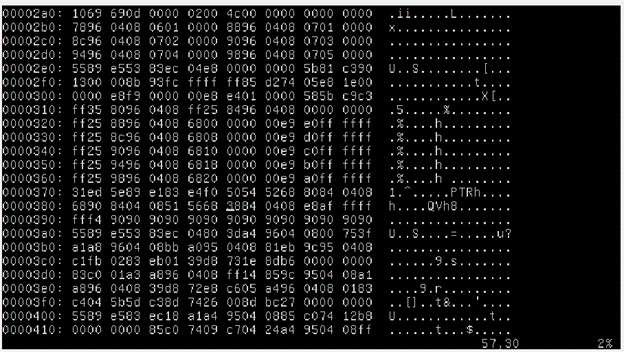 00002a0: 1069 690d 0000 0200 4c00 0000 0000 0000 .ii.....L.......
00002b0: 7896 0408 0601 0000 8896 0408 0701 0000 x...............
00002c0: 8c96 0408 0702 0000 9096 0408 0703 0000 ................
00002d0: 9496 0408 0704 0000 9896 0408 0705 0000 ................
00002e0: 5589 e553 83ec 04e8 0000 0000 5b81 c390 U..S........[...
00002f0: 1300 008b 93fc ffff ff85 d274 05e8 1e00 ...........t....
0000300: 0000 e8f9 0000 00e8 e401 0000 585b c9c3 ............X[..
0000310: ff35 8096 0408 ff25 8496 0408 0000 0000 .5.....%........
0000320: ff25 8896 0408 6800 0000 00e9 e0ff ffff .%....h.........
0000330: ff25 8c96 0408 6808 0000 00e9 d0ff ffff .%....h.........
0000340: ff25 9096 0408 6810 0000 00e9 c0ff ffff .%....h.........
0000350: ff25 9496 0408 6818 0000 00e9 b0ff ffff .%....h.........
0000360: ff25 9896 0408 6820 0000 00e9 a0ff ffff .%....h ........
0000370: 31ed 5e89 e183 e4f0 5054 5268 8084 0408 1.^.....PTRh....
0000380: 6890 8404 0851 5668 3884 0408 e8af ffff h....QVh8.......
0000390: fff4 9090 9090 9090 9090 9090 9090 9090 ................
00003a0: 5589 e553 83ec 0480 3da4 9604 0800 753f U..S....=.....u?
00003b0: a1a8 9604 08bb a095 0408 81eb 9c95 0408 ................
00003c0: c1fb 0283 eb01 39d8 731e 8db6 0000 0000 ......9.s.......
00003d0: 83c0 01a3 a896 0408 ff14 859c 9504 08a1 ................
00003e0: a896 0408 39d8 72e8 c605 a496 0408 0183 ....9.r.........
00003f0: c404 5b5d c38d 7426 008d bc27 0000 0000 ..[]..t&...'....
0000400: 5589 e583 ec18 a1a4 9504 0885 c074 12b8 U............t..
0000410: 0000 0000 85c0 7409 c704 24a4 9504 08ff ......t...$.....
57,30 2%